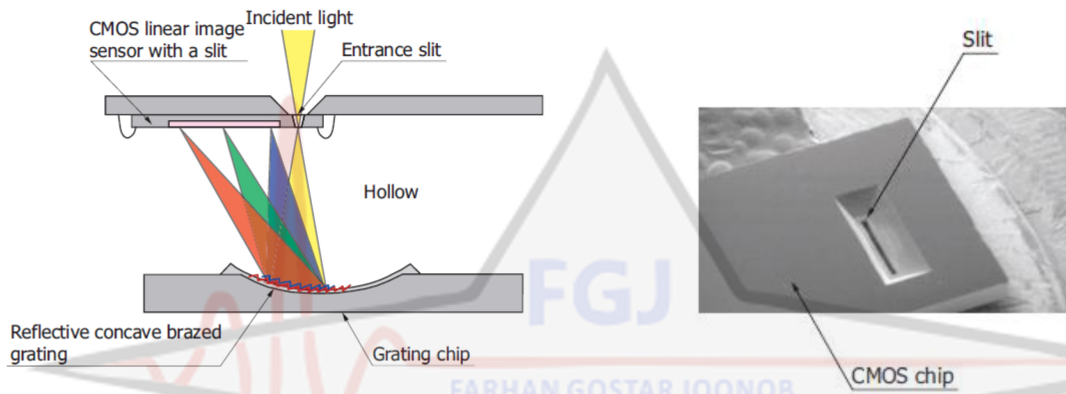 Incident light
CMOS linear image
sensor with a slit
Entrance slit
Slit
Hollow
FGJ
Reflective concave brazed
grating
Grating chip
CMOS chip
FARHAN GOSTAR JOONOB